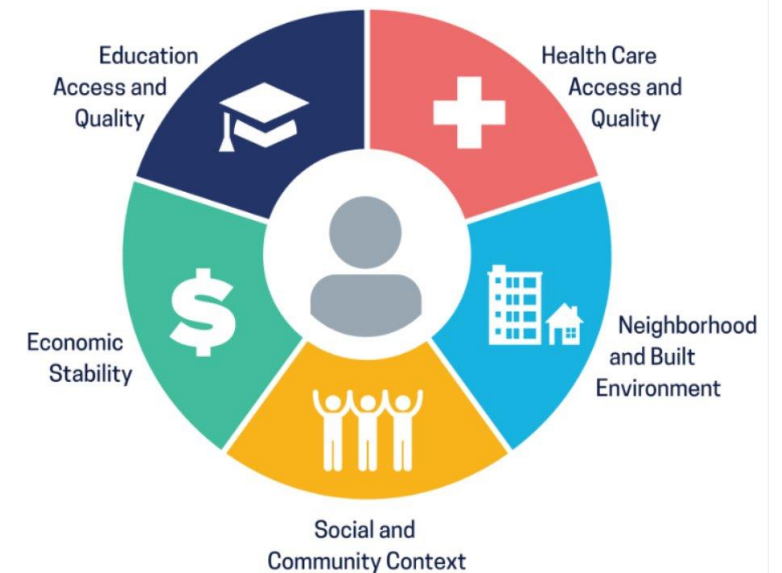 Education
Access and
Quality
Health Care
Access and
Quality
Economic
Stability
Neighborhood
and Built
Environment
Social and
Community Context